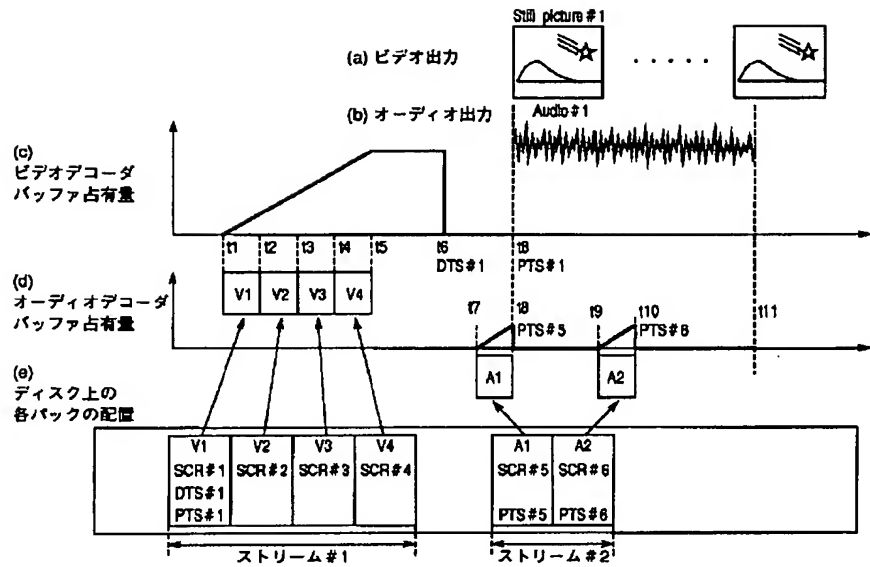 Still picture#1
(a) ビデオ出力
・・・・・
(b) オーディオ出力
Audio#1
(c)
ビデオデコーダ
バッファ占有量
t1 t2 t3 t4 t5 t6 t8
DTS#1 PTS#1
(d)
オーディオデコーダ
バッファ占有量
V1 V2 V3 V4
t7 t8 t9 t10 t11
PTS#5 PTS#6
A1 A2
(e)
ディスク上の
各パックの配置
V1 V2 V3 V4 A1 A2
SCR#1 SCR#2 SCR#3 SCR#4 SCR#5 SCR#6
DTS#1
PTS#1 PTS#5 PTS#6
ストリーム#1 ストリーム#2